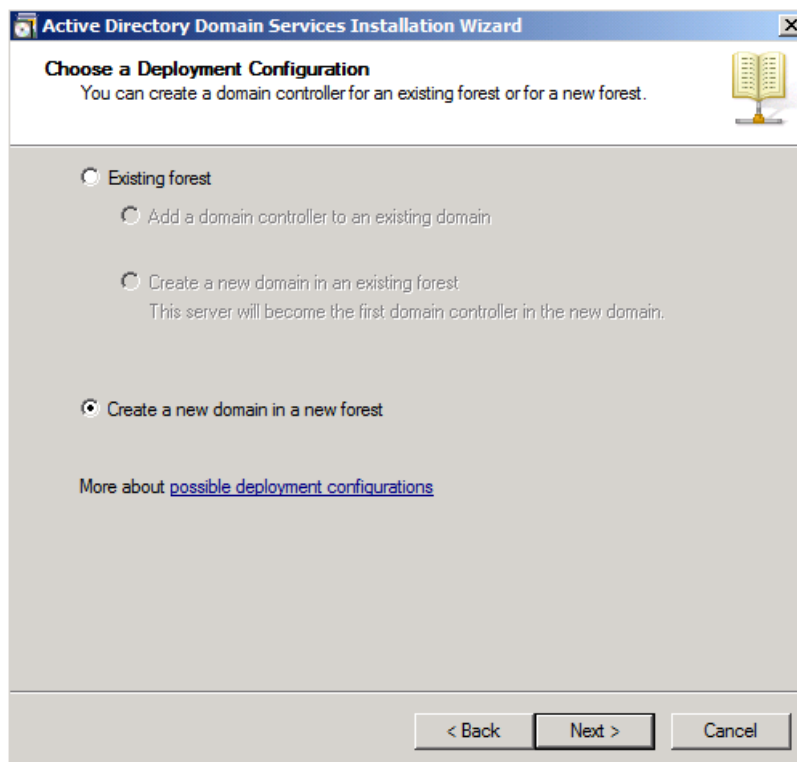 Active Directory Domain Services Installation Wizard
Choose a Deployment Configuration
You can create a domain controller for an existing forest or for a new forest.
Existing forest
Add a domain controller to an existing domain
Create a new domain in an existing forest
This server will become the first domain controller in the new domain.
Create a new domain in a new forest
More about possible deployment configurations
< Back Next > Cancel